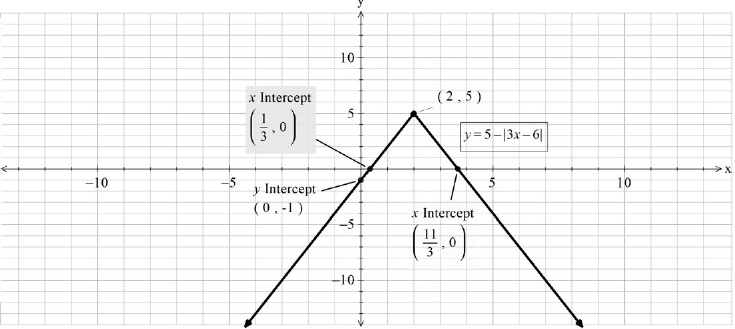 y
10
x Intercept
(1/3, 0)
5
(2, 5)
y=5−|3x−6|
−10
−5
5
10
x
y Intercept
(0, -1)
x Intercept
(11/3, 0)
−5
−10